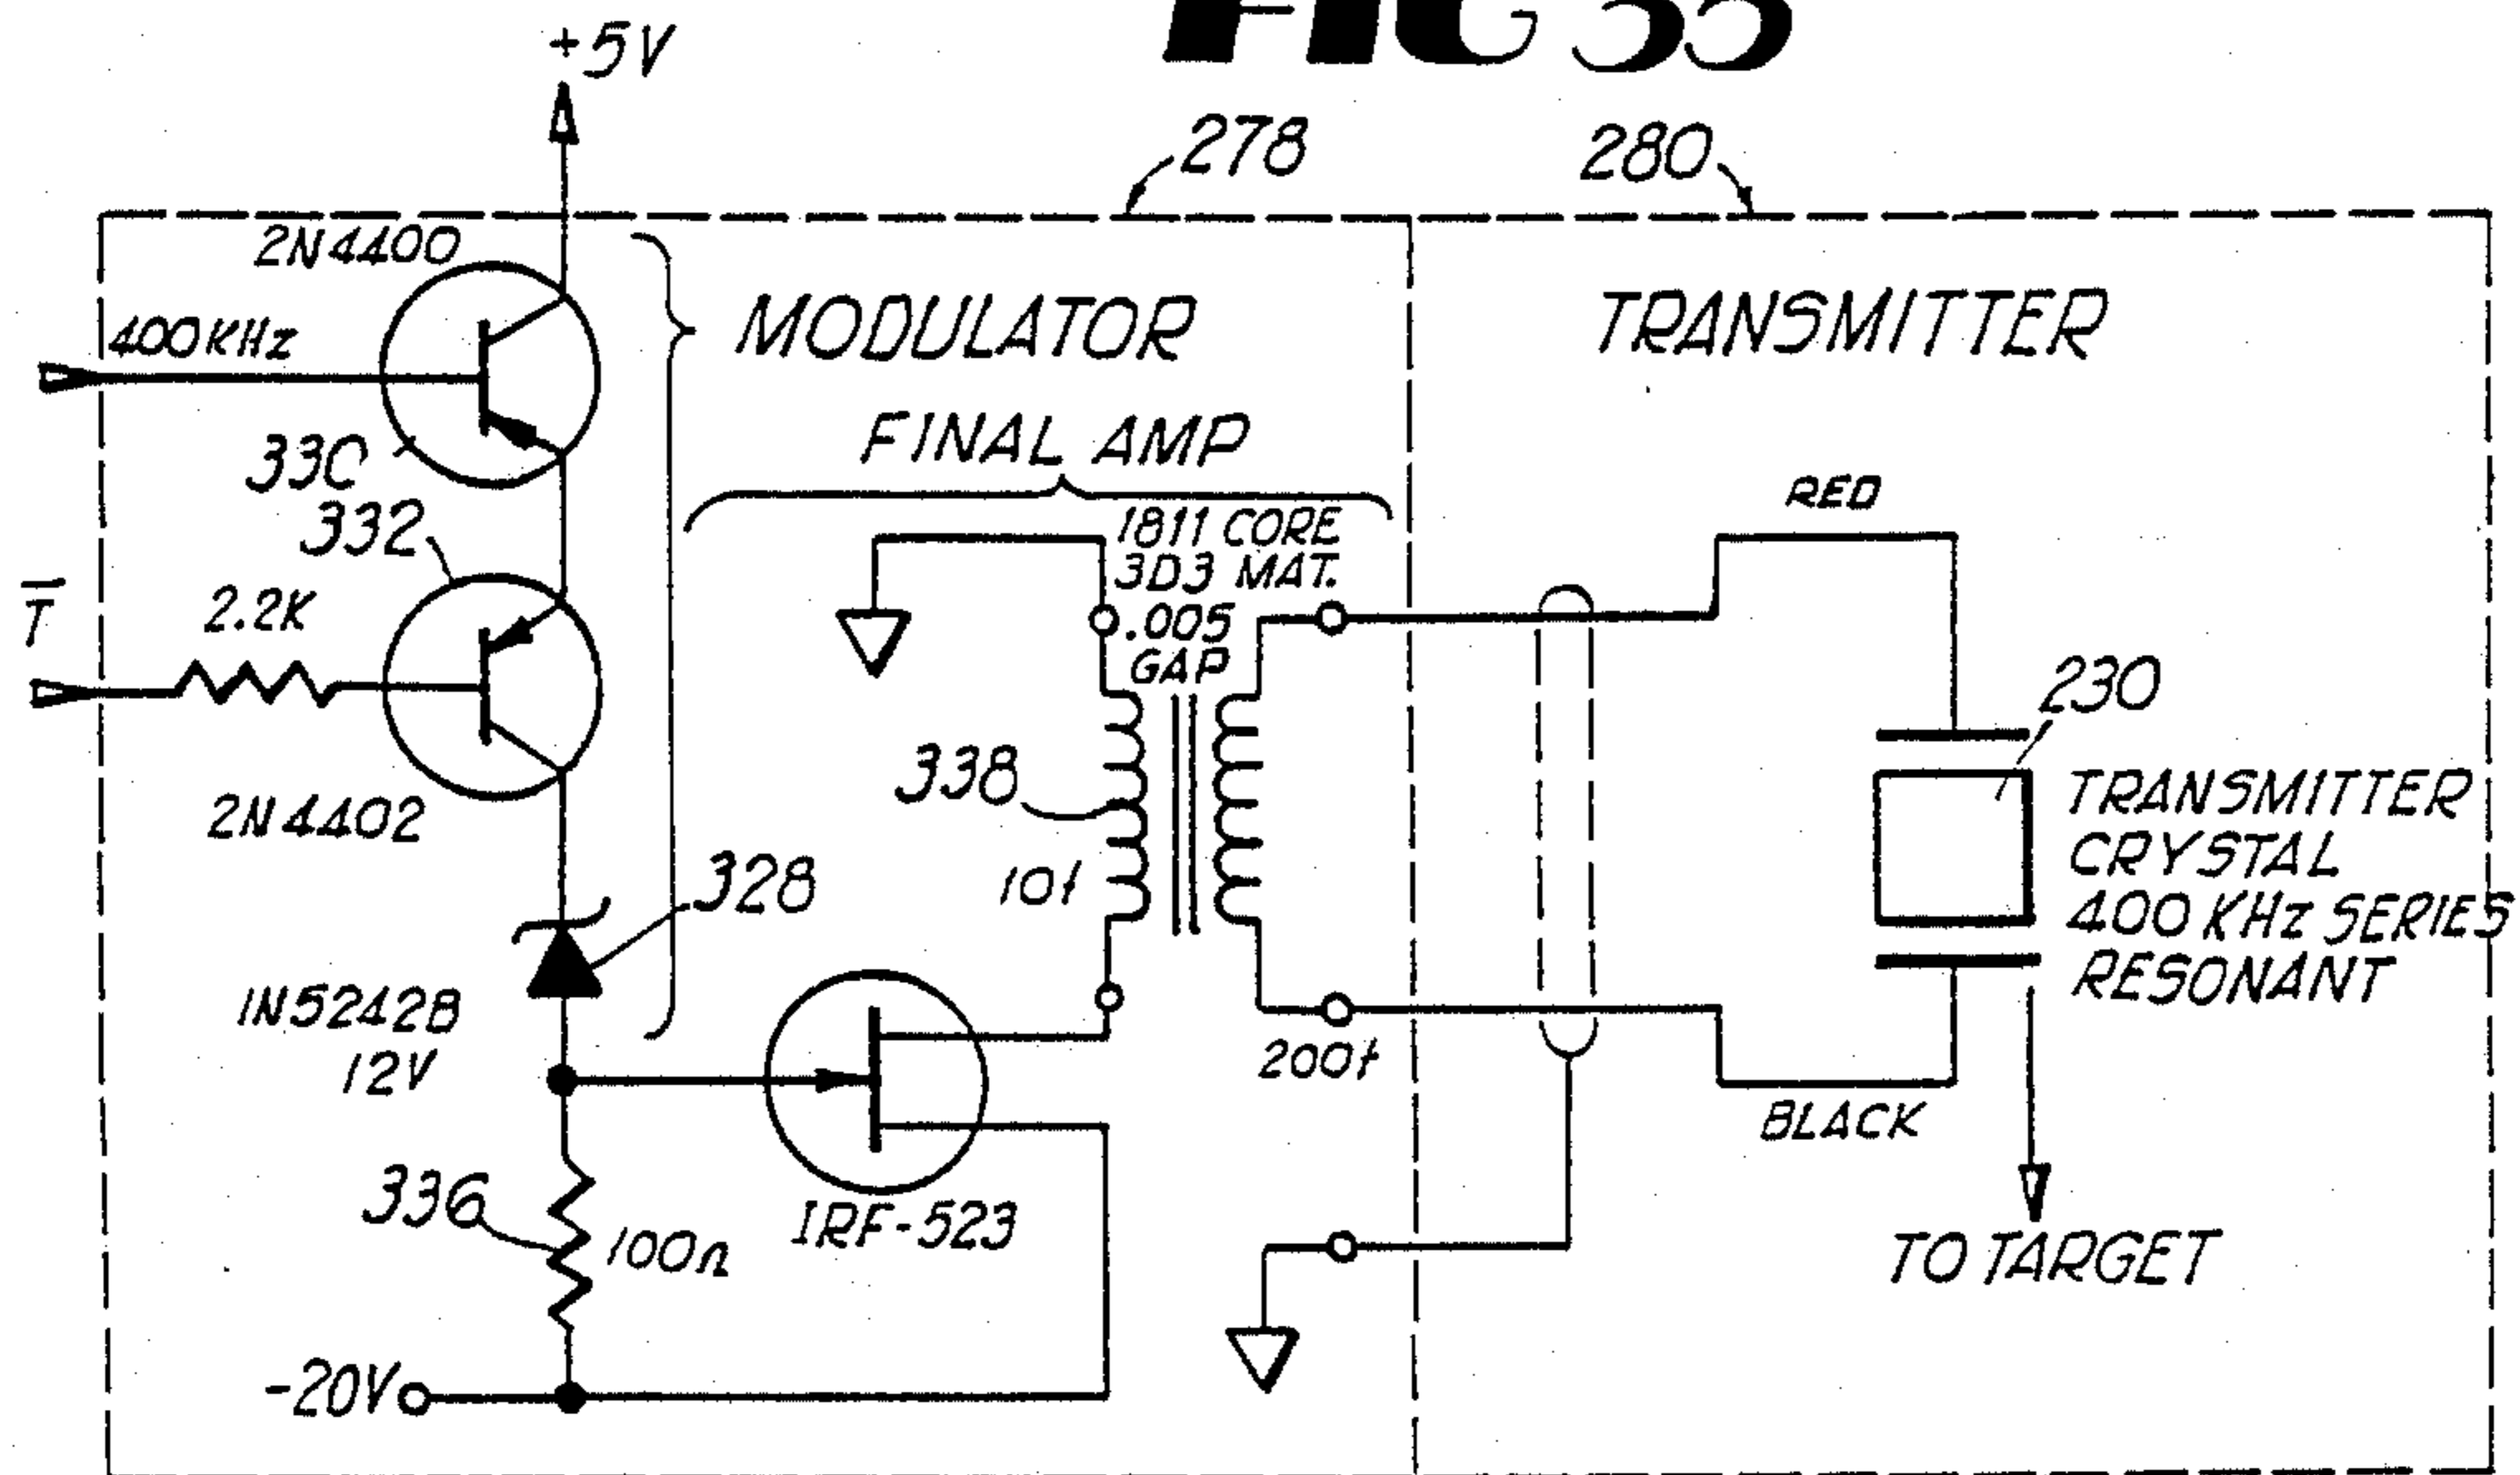 FIG 35
+5V
278
280
2N4400
400KHz
MODULATOR
TRANSMITTER
330
FINAL AMP
332
RED
1811 CORE
3D3 MAT.
.005
GAP
T̅
2.2K
230
338
TRANSMITTER
CRYSTAL
400 KHz SERIES
RESONANT
2N4402
328
10t
1N5242B
12V
200t
BLACK
336
100Ω
IRF-523
TO TARGET
-20V